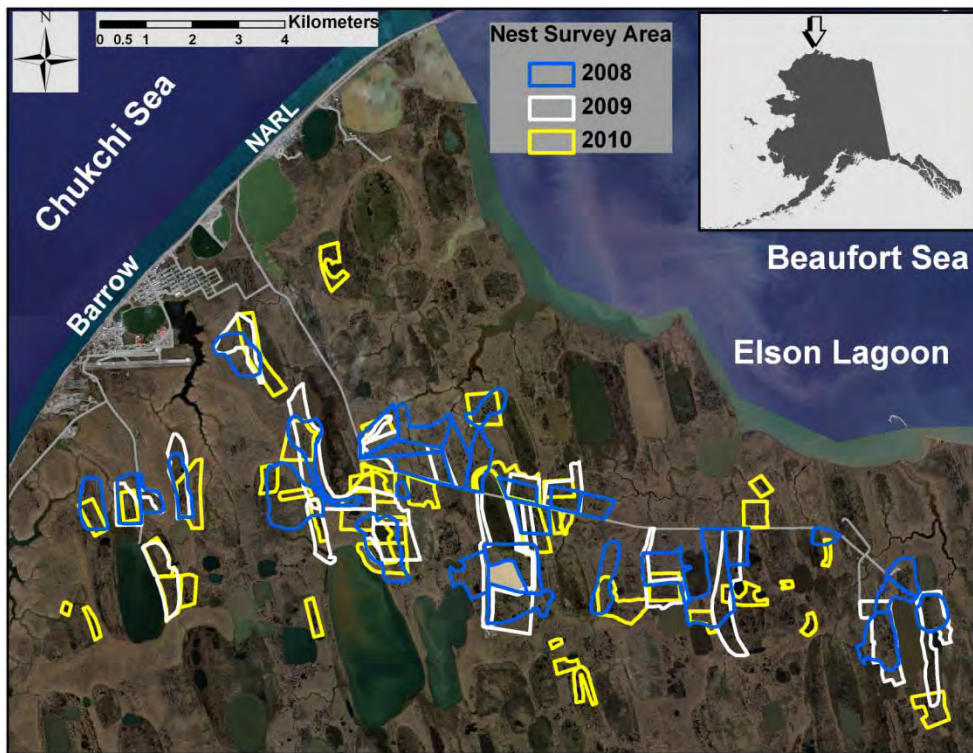 N
0 0.5 1 2 3 4
Kilometers
Nest Survey Area
2008
2009
2010
Chukchi Sea
NARL
Barrow
Beaufort Sea
Elson Lagoon